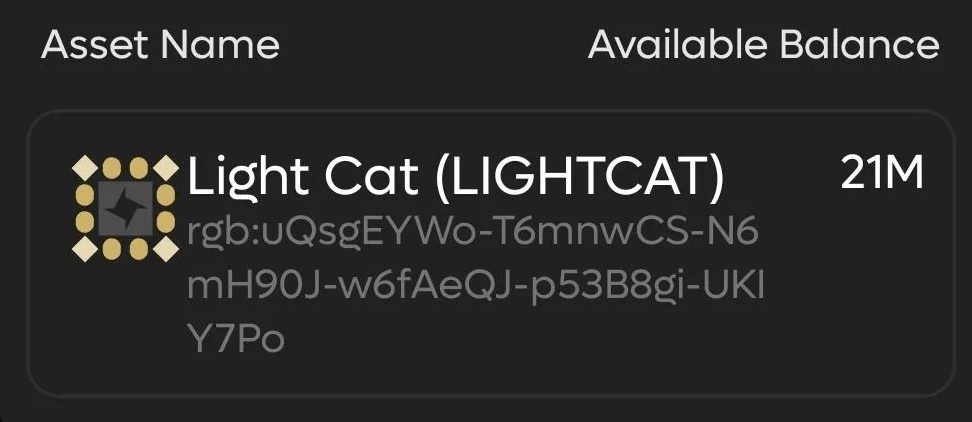 Asset Name Available Balance
Light Cat (LIGHTCAT) 21M
rgb:uQsgEYWo-T6mnwCS-N6
mH90J-w6fAeQJ-p53B8gi-UKI
Y7Po